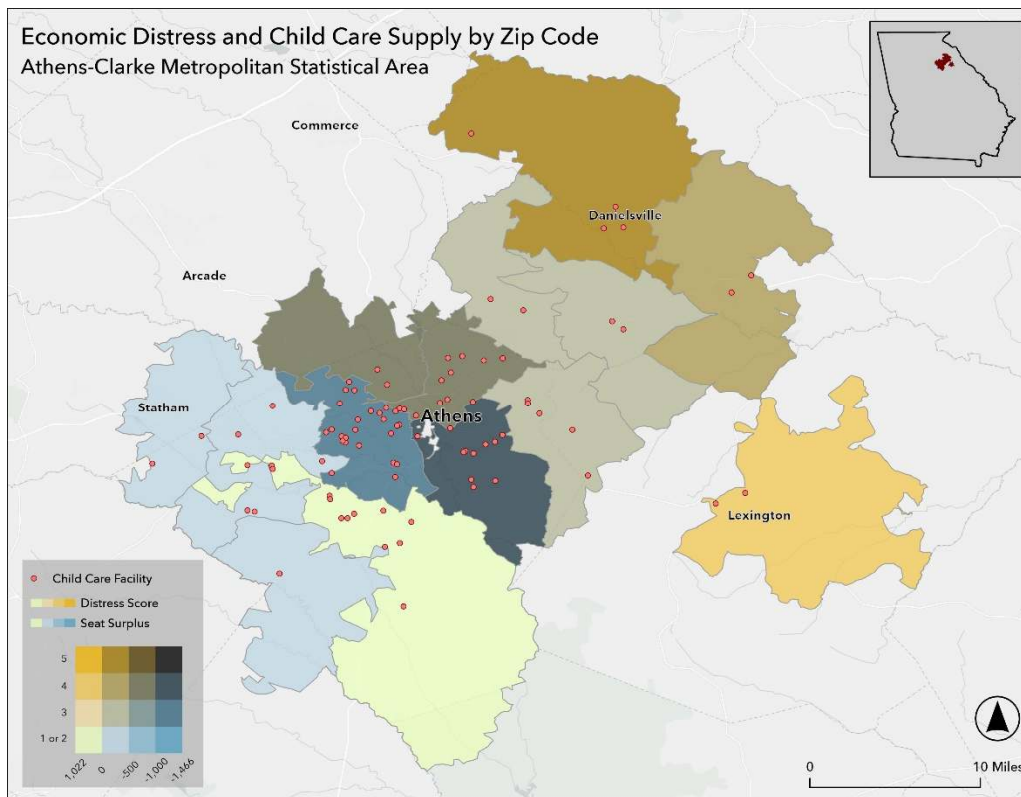 Economic Distress and Child Care Supply by Zip Code
Athens-Clarke Metropolitan Statistical Area
Commerce
Danielsville
Arcade
Statham
Athens
Lexington
Child Care Facility
Distress Score
Seat Surplus
5
4
3
1 or 2
1,022
0
-500
-1,000
-1,466
0
10 Miles